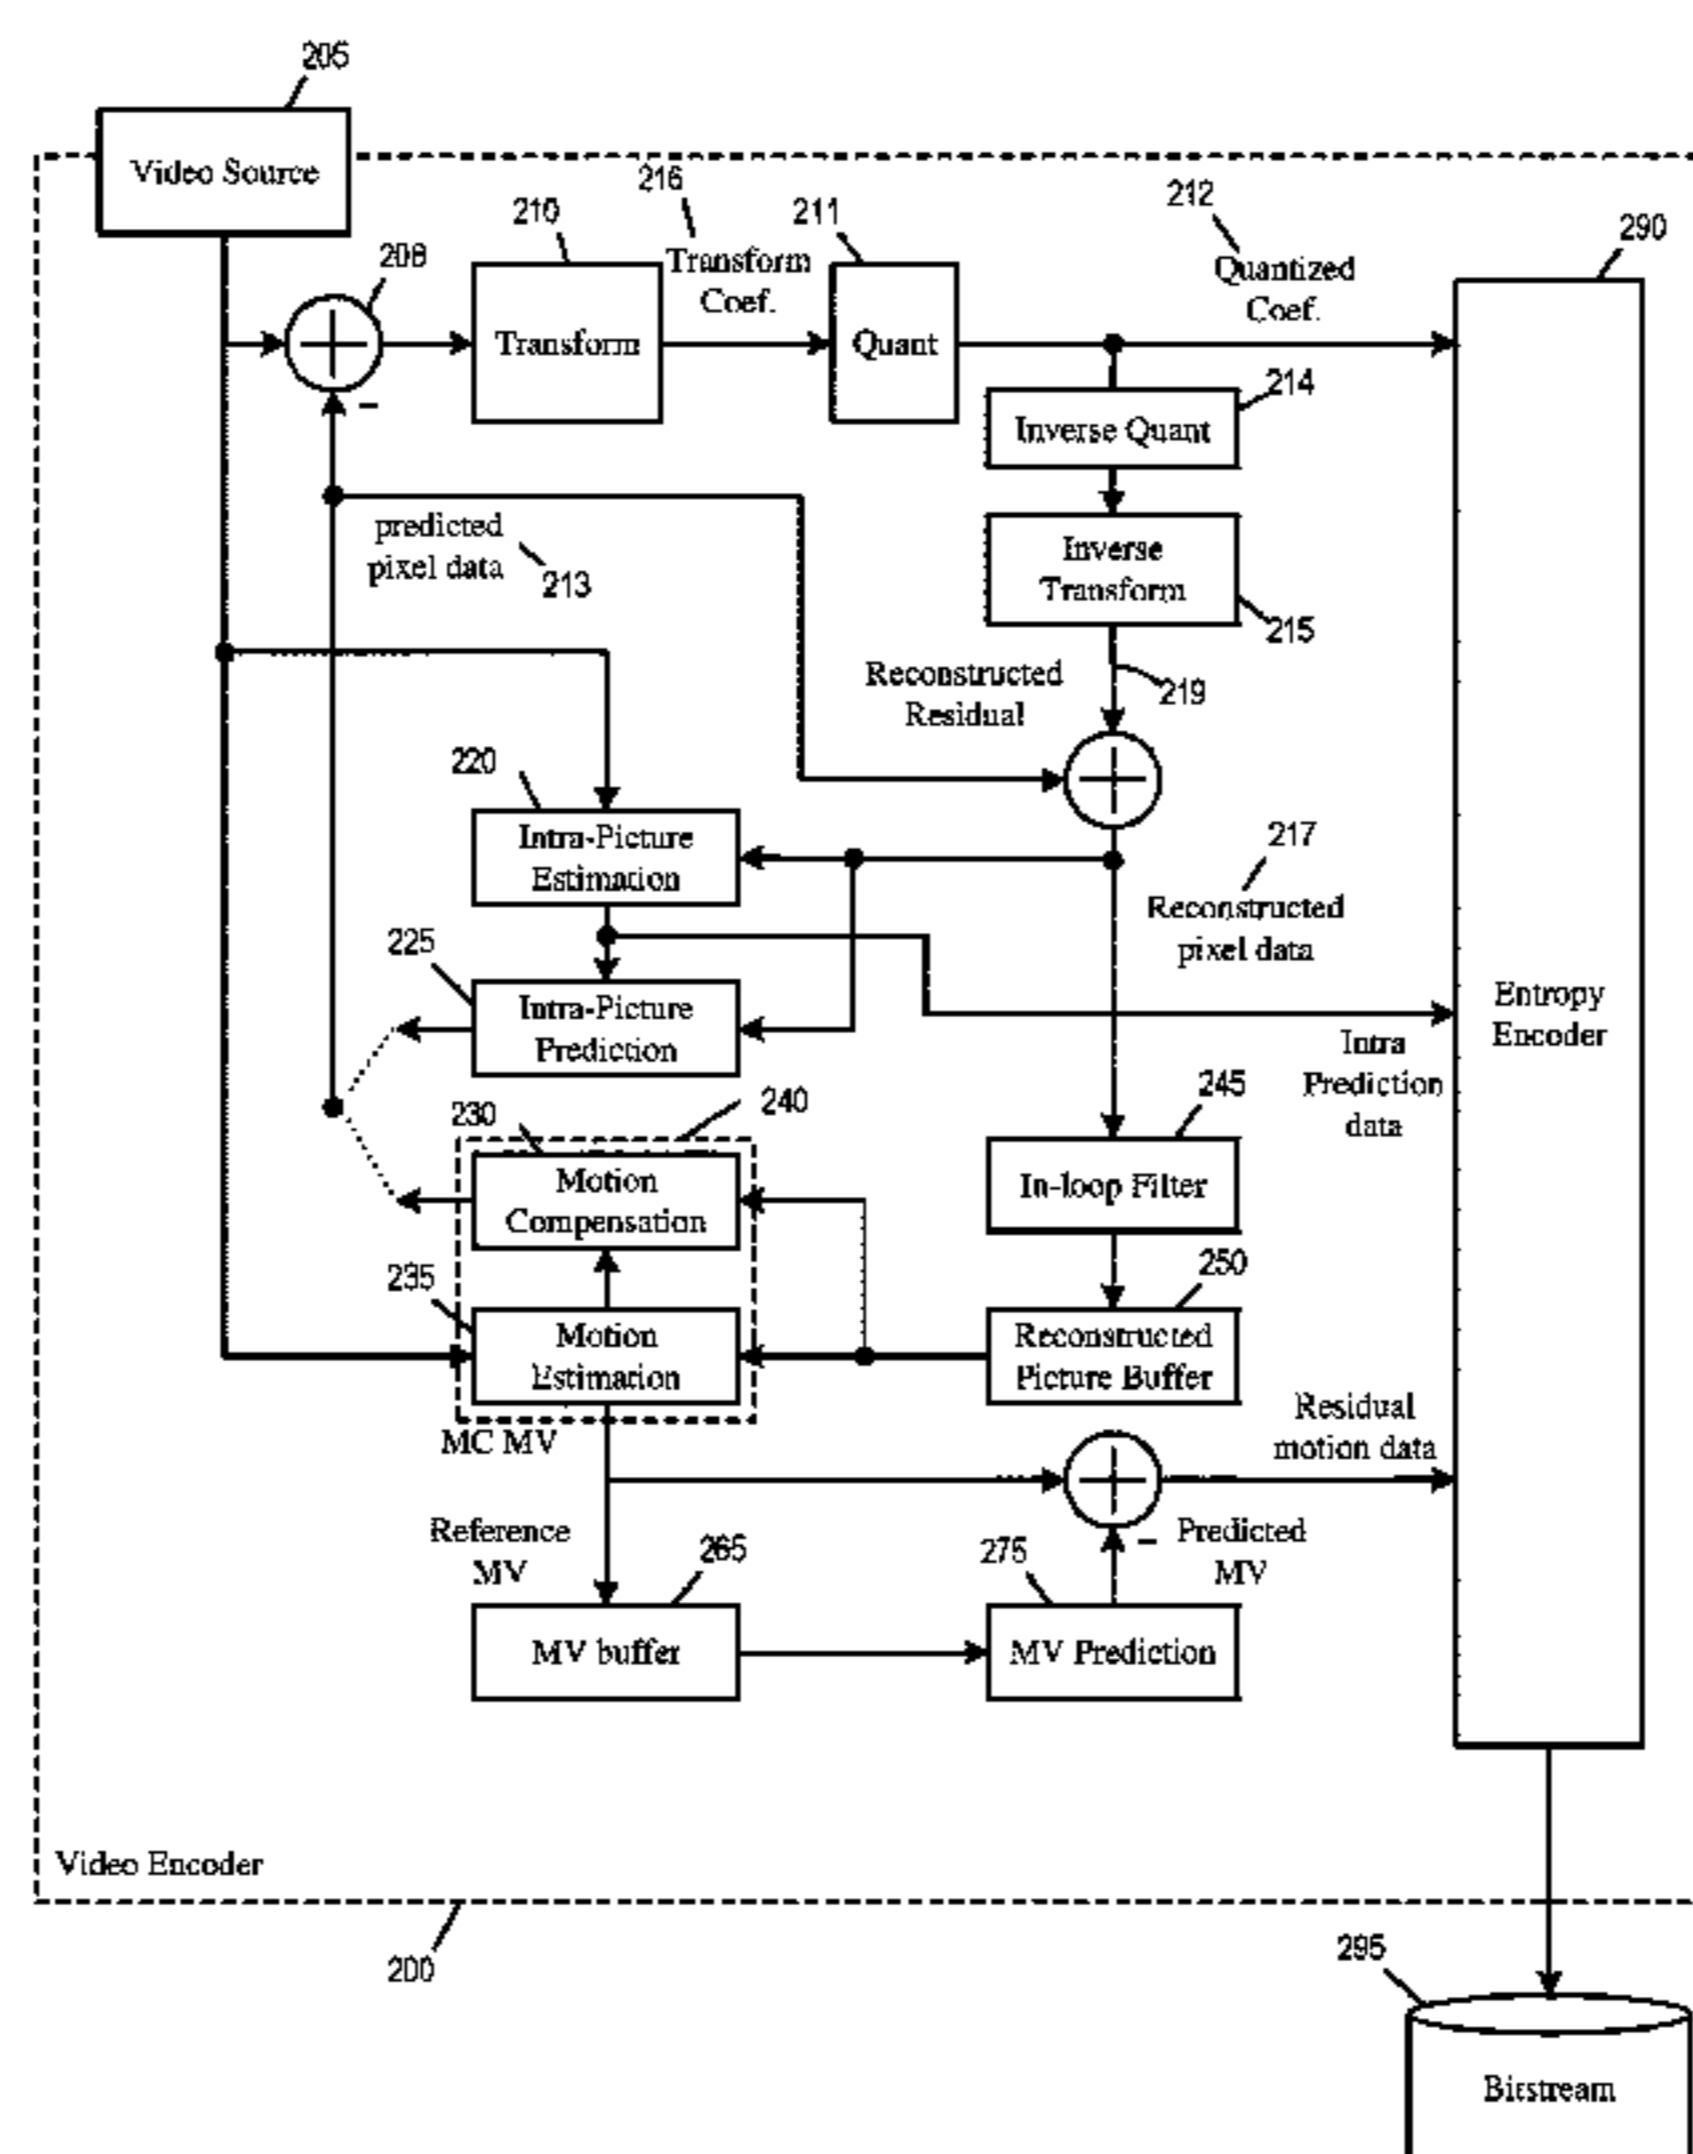 205
Video Source
216
212
210
211
290
208
Transform
Coef.
Quantized
Coef.
Transform
Quant
214
Inverse Quant
predicted
pixel data
213
Inverse
Transform
215
Reconstructed
Residual
219
220
217
Intra-Picture
Estimation
Reconstructed
pixel data
225
Intra-Picture
Prediction
Entropy
Encoder
Intra
Prediction
data
230
240
245
Motion
Compensation
In-loop Filter
235
250
Motion
Estimation
Reconstructed
Picture Buffer
MC MV
Residual
motion data
Reference
MV
265
275
Predicted
MV
MV buffer
MV Prediction
Video Encoder
200
295
Bitstream